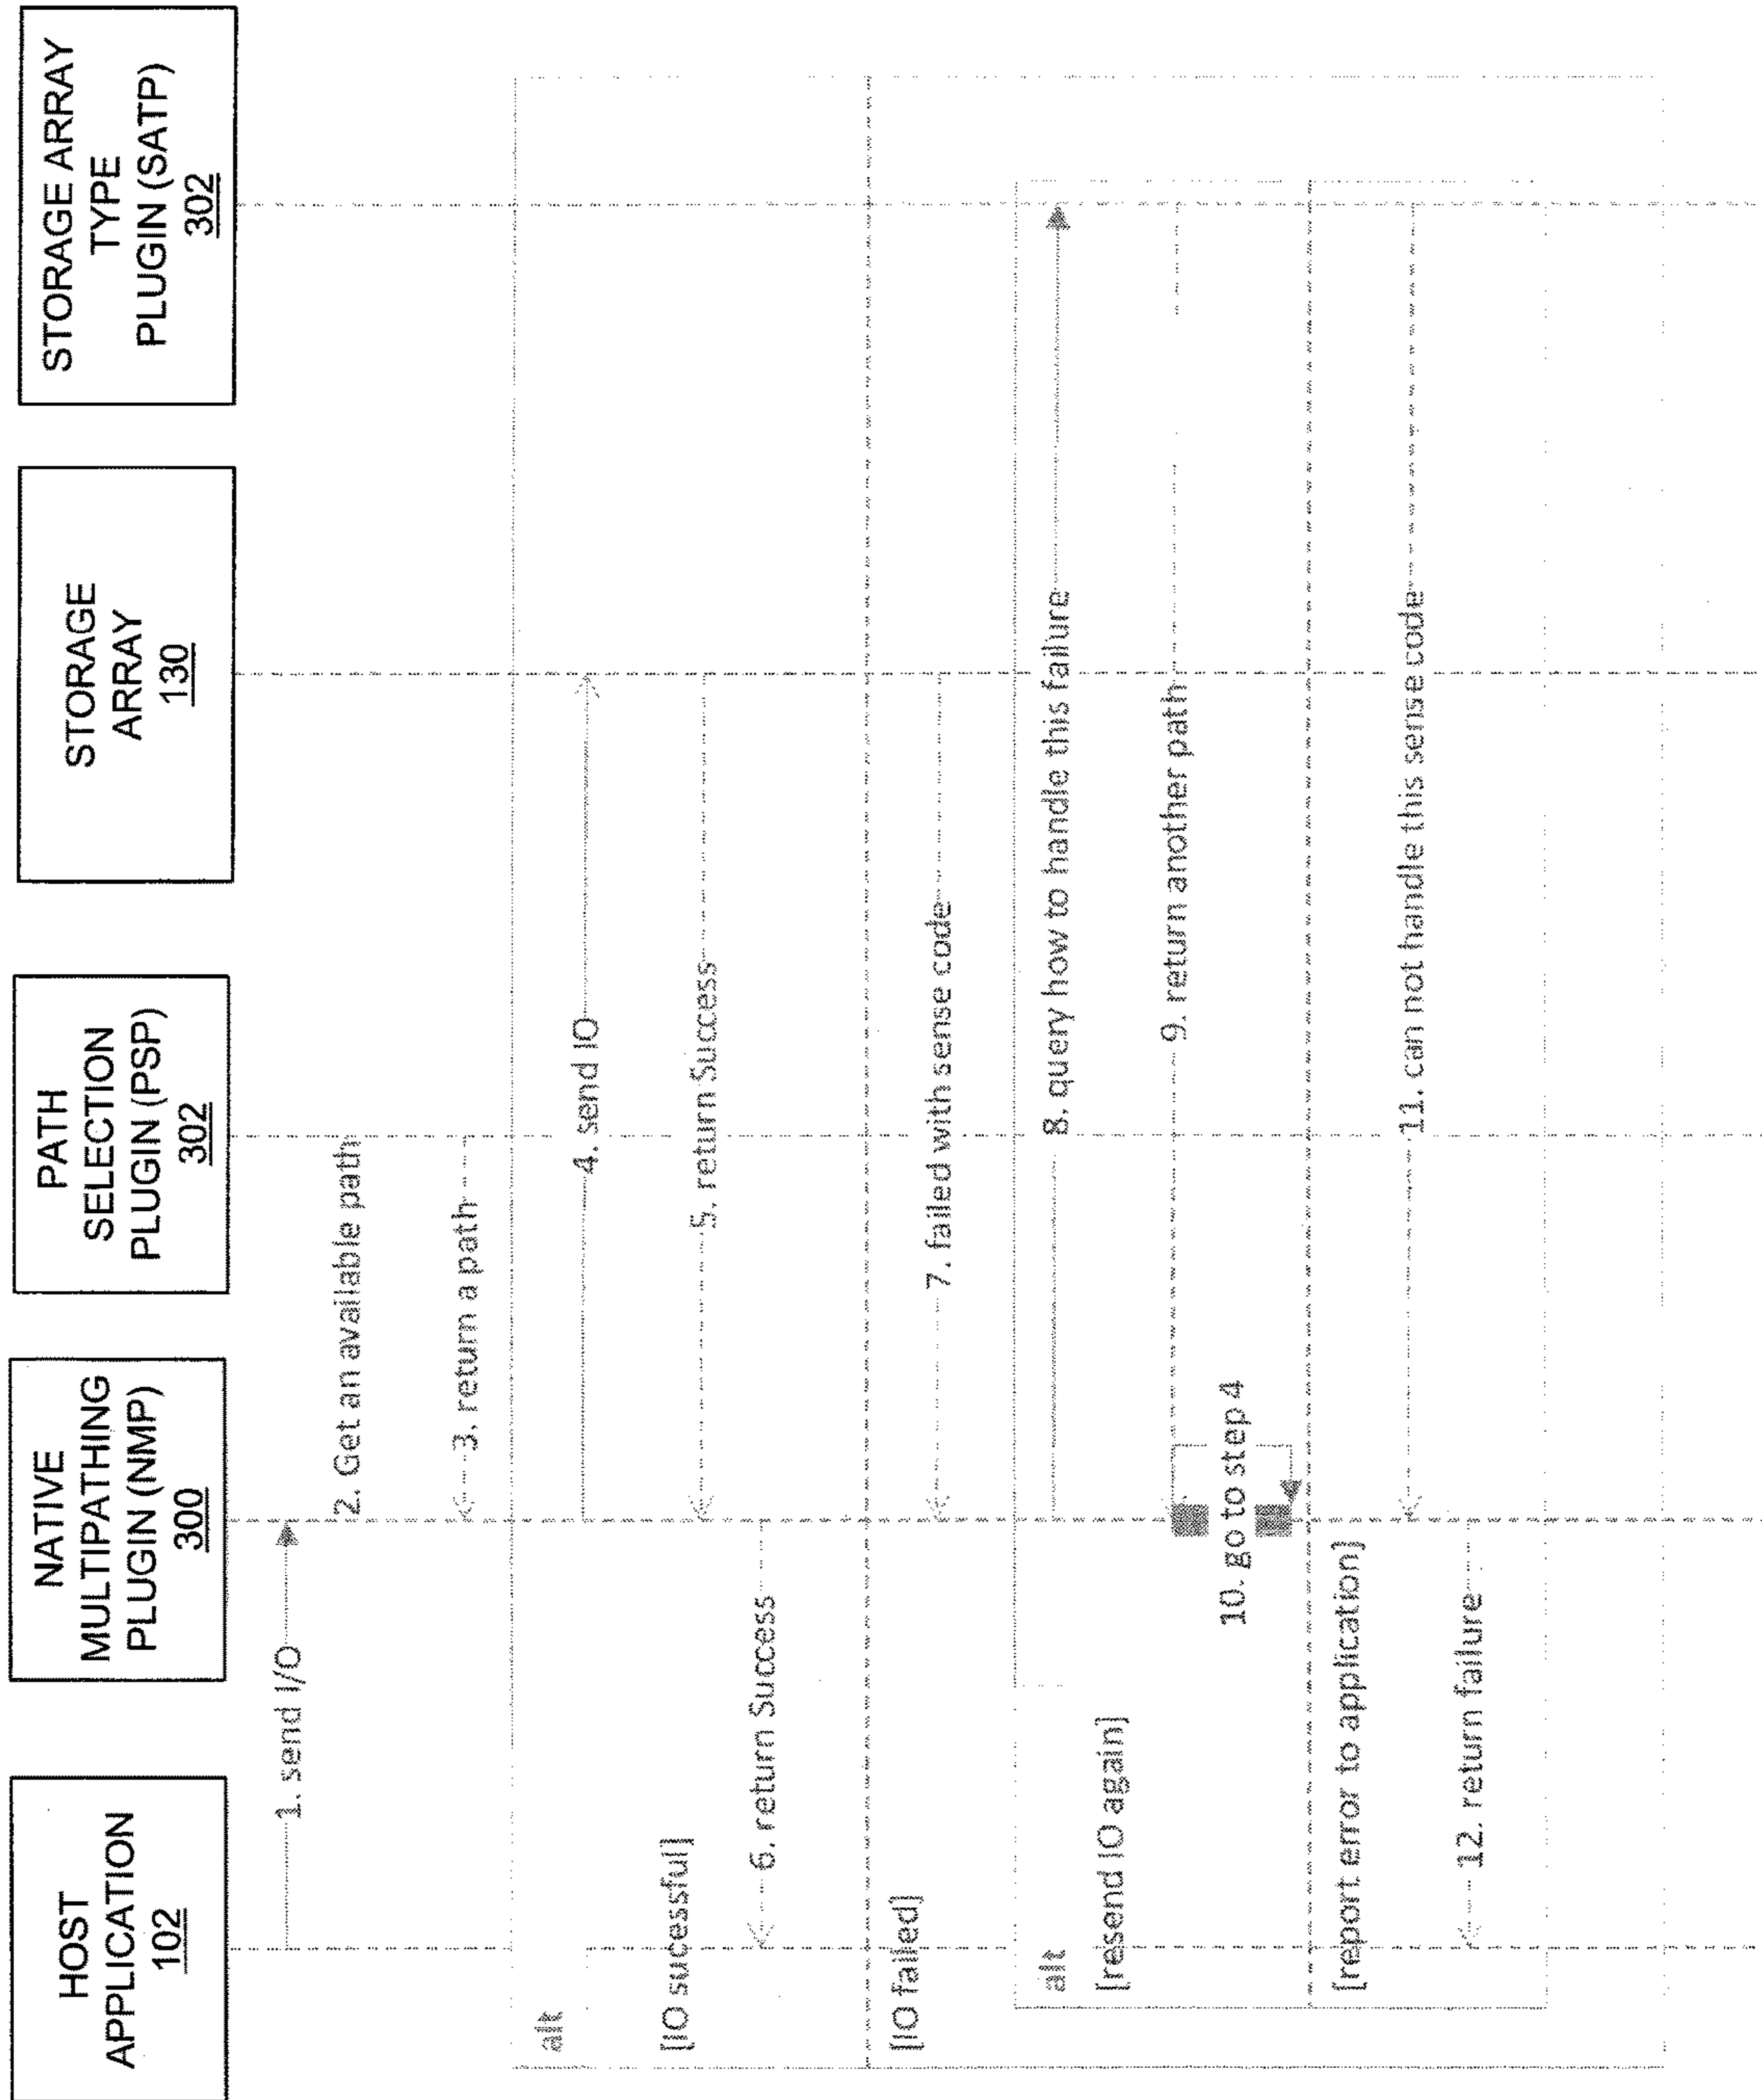 HOST
APPLICATION
102
NATIVE
MULTIPATHING
PLUGIN (NMP)
300
PATH
SELECTION
PLUGIN (PSP)
302
STORAGE
ARRAY
130
STORAGE ARRAY
TYPE
PLUGIN (SATP)
302
1. send I/O
2. Get an available path
3. return a path
alt
4. send IO
[IO sucessful]
5. return Success
6. return Success
[IO failed]
7. failed with sense code
alt
8. query how to handle this failure
[resend IO again]
9. return another path
10. go to step 4
[report error to application]
11. can not handle this sense code
12. return failure